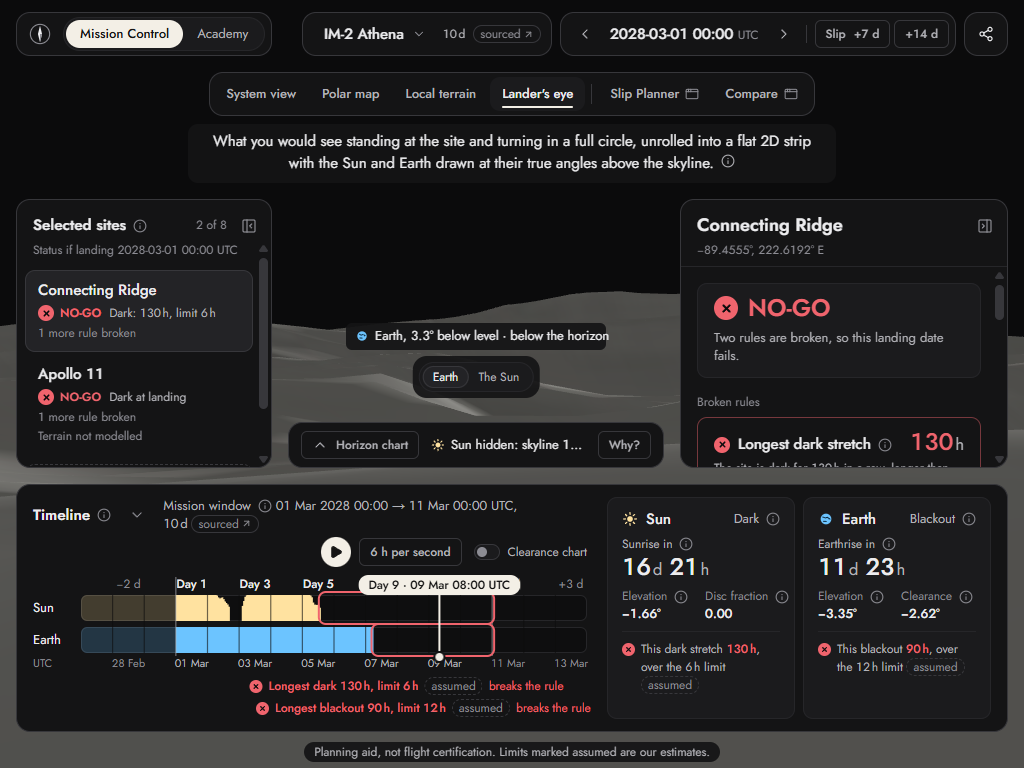 Mission Control
Academy
IM-2 Athena
10 d
sourced ↗
2028-03-01 00:00 UTC
Slip +7 d
+14 d
System view
Polar map
Local terrain
Lander's eye
Slip Planner
Compare
What you would see standing at the site and turning in a full circle, unrolled into a flat 2D strip
with the Sun and Earth drawn at their true angles above the skyline.
Selected sites
2 of 8
Status if landing 2028-03-01 00:00 UTC
Connecting Ridge
NO-GO Dark: 130 h, limit 6 h
1 more rule broken
Apollo 11
NO-GO Dark at landing
1 more rule broken
Terrain not modelled
Earth, 3.3° below level · below the horizon
Earth
The Sun
Horizon chart
Sun hidden: skyline 1…
Why?
Connecting Ridge
−89.4555°, 222.6192° E
NO-GO
Two rules are broken, so this landing date
fails.
Broken rules
Longest dark stretch
130 h
Timeline
Mission window 01 Mar 2028 00:00 → 11 Mar 00:00 UTC,
10 d sourced ↗
6 h per second
Clearance chart
−2 d
Day 1
Day 3
Day 5
Day 9 · 09 Mar 08:00 UTC
+3 d
Sun
Earth
UTC
28 Feb
01 Mar
03 Mar
05 Mar
07 Mar
09 Mar
11 Mar
13 Mar
Longest dark 130 h, limit 6 h assumed breaks the rule
Longest blackout 90 h, limit 12 h assumed breaks the rule
Sun
Dark
Sunrise in
16 d 21 h
Elevation
Disc fraction
−1.66°
0.00
This dark stretch 130 h,
over the 6 h limit
assumed
Earth
Blackout
Earthrise in
11 d 23 h
Elevation
Clearance
−3.35°
−2.62°
This blackout 90 h, over
the 12 h limit assumed
Planning aid, not flight certification. Limits marked assumed are our estimates.